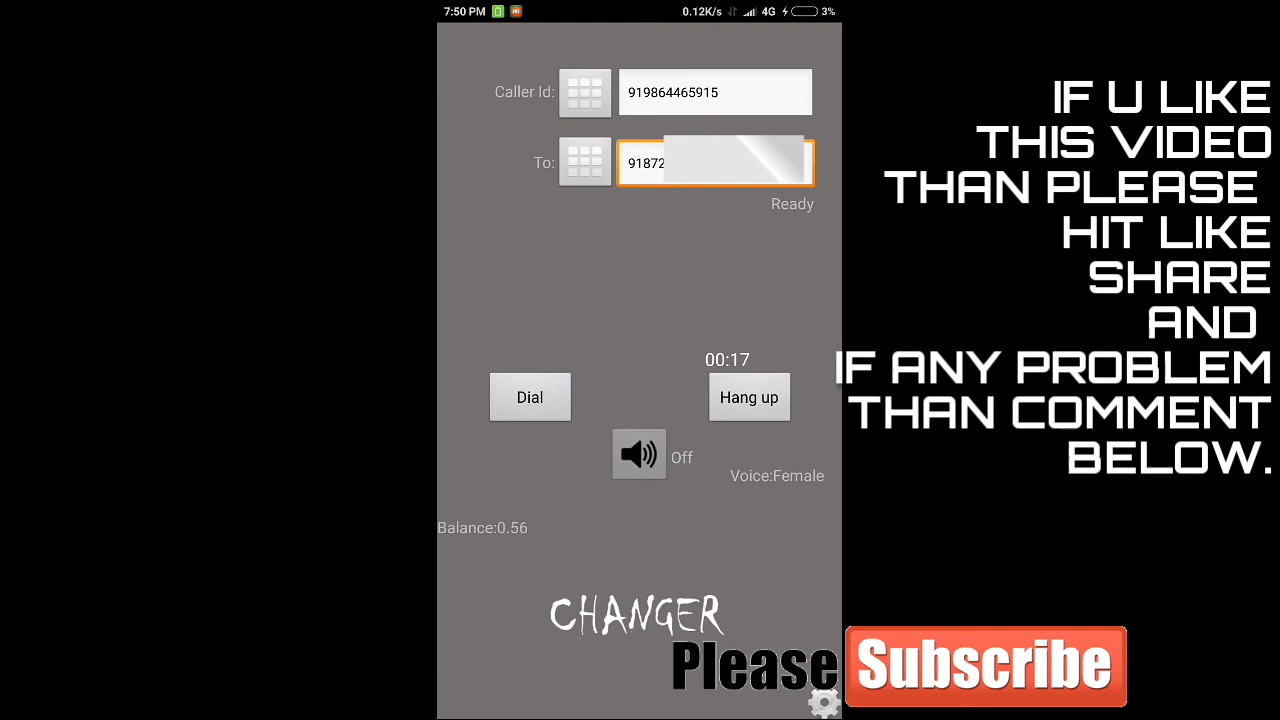 7:50 PM
0.12K/s 4G 3%
Caller Id:
919864465915
To:
91872
Ready
00:17
Dial
Hang up
Off
Voice:Female
Balance:0.56
CHANGER
IF U LIKE
THIS VIDEO
THAN PLEASE
HIT LIKE
SHARE
AND
IF ANY PROBLEM
THAN COMMENT
BELOW.
Please Subscribe